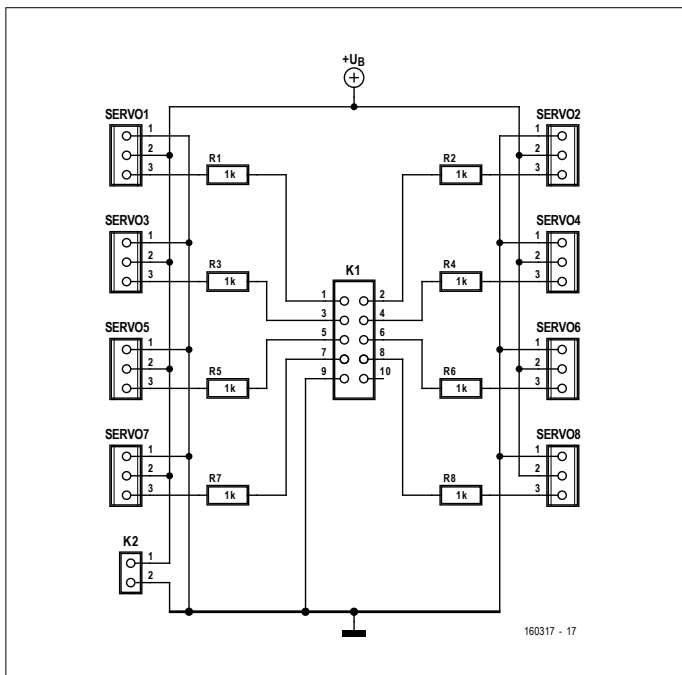 +UB
SERVO1
1
2
3
SERVO2
1
2
3
R1
1k
R2
1k
SERVO3
1
2
3
SERVO4
1
2
3
R3
1k
R4
1k
K1
1
2
3
4
5
6
7
8
9
10
SERVO5
1
2
3
SERVO6
1
2
3
R5
1k
R6
1k
SERVO7
1
2
3
SERVO8
1
2
3
R7
1k
R8
1k
K2
1
2
160317 - 17